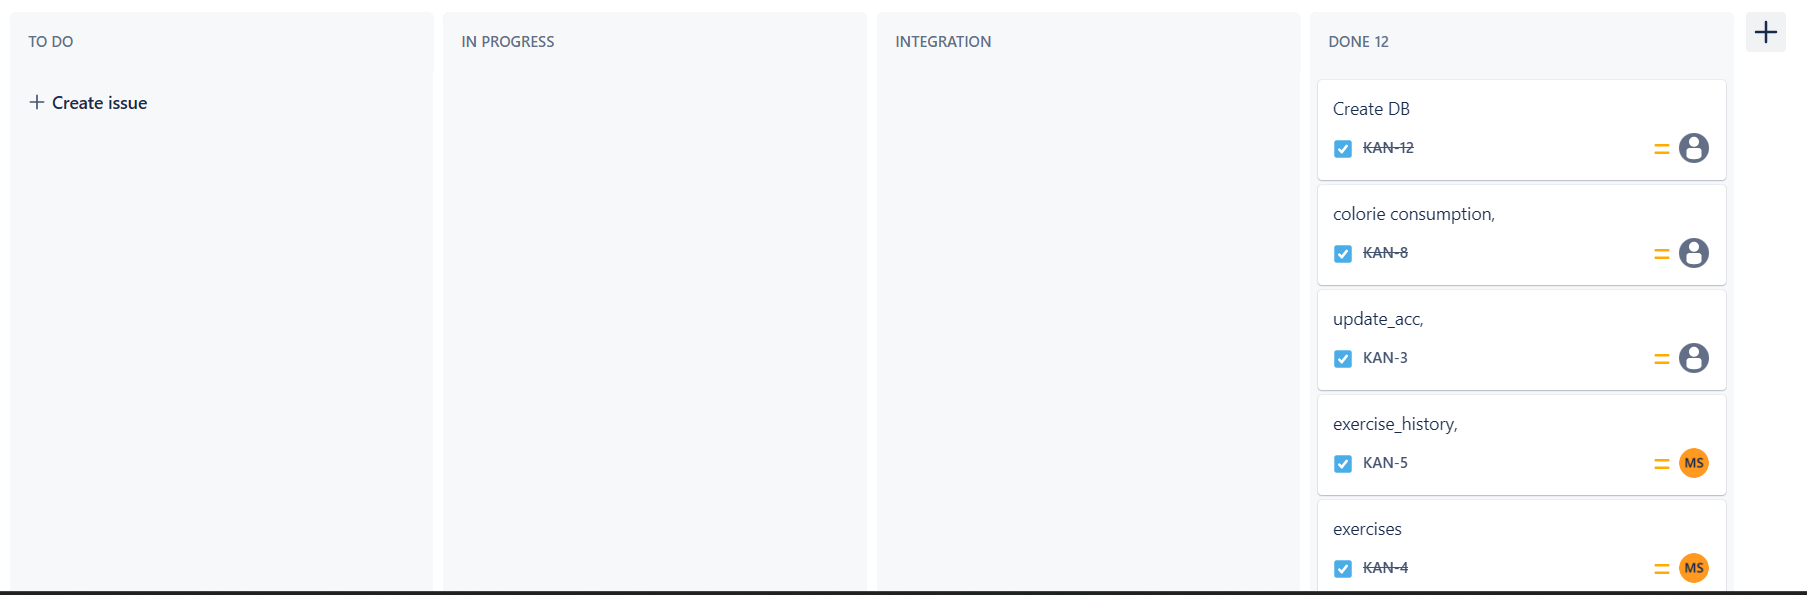 TO DO
+ Create issue
IN PROGRESS
INTEGRATION
DONE 12
Create DB
KAN-12
colorie consumption,
KAN-8
update_acc,
KAN-3
exercise_history,
KAN-5
MS
exercises
KAN-4
MS